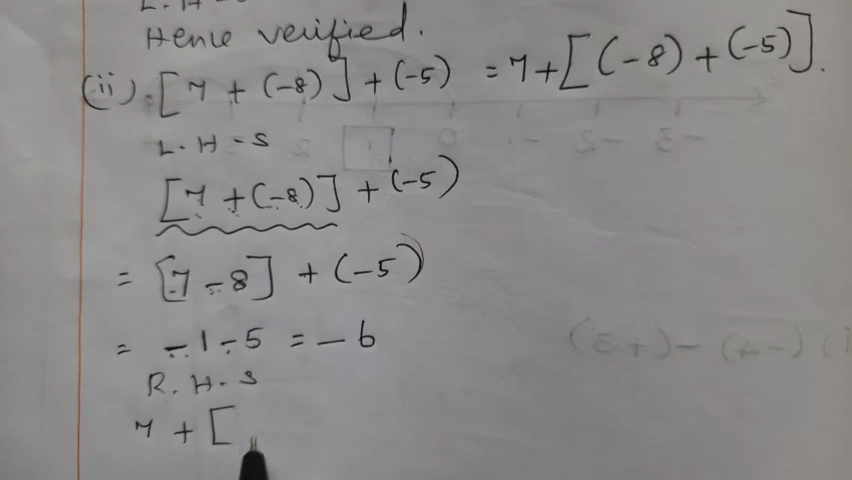 L.H-S
Hence verified.
(ii). [7 + (-8)] + (-5) = 7 + [(-8) + (-5)].
L.H-S
[7 + (-8)] + (-5)
= [7 - 8] + (-5)
= -1 - 5 = - 6
R.H-S
7 + [